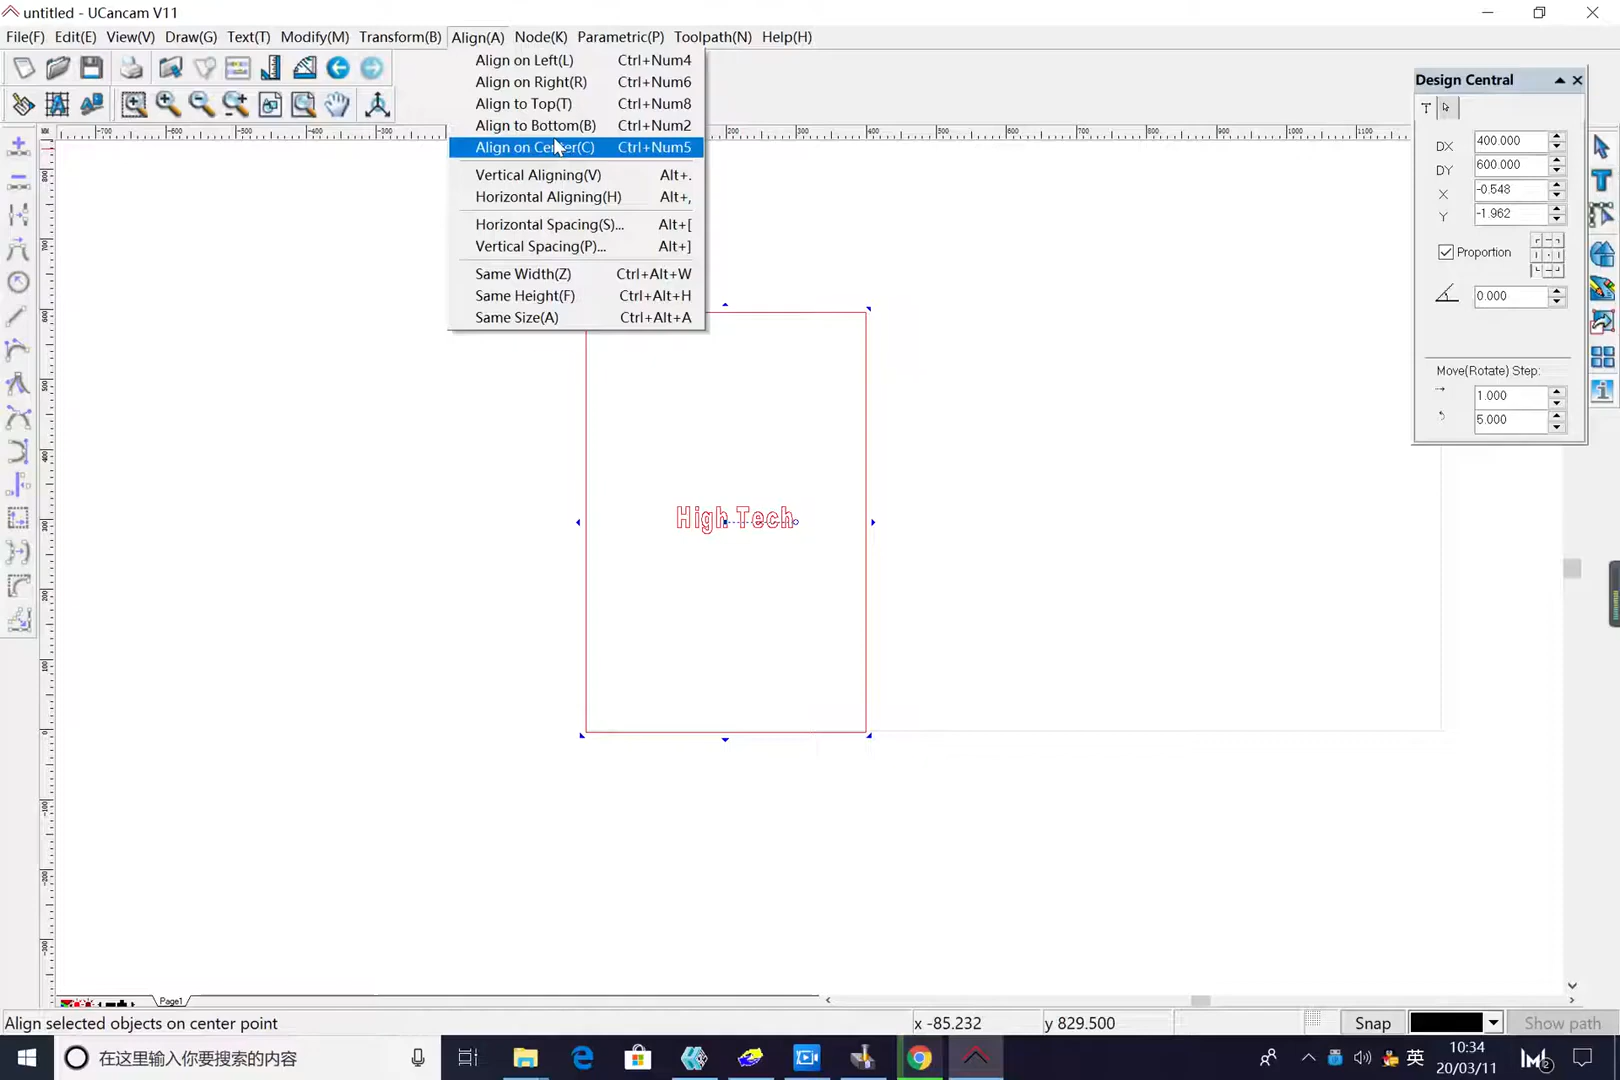 untitled - UCancam V11
File(F) Edit(E) View(V) Draw(G) Text(T) Modify(M) Transform(B) Align(A) Node(K) Parametric(P) Toolpath(N) Help(H)
Align on Left(L) Ctrl+Num4
Align on Right(R) Ctrl+Num6
Align to Top(T) Ctrl+Num8
Align to Bottom(B) Ctrl+Num2
Align on Center(C) Ctrl+Num5
Vertical Aligning(V) Alt+.
Horizontal Aligning(H) Alt+,
Horizontal Spacing(S)... Alt+[
Vertical Spacing(P)... Alt+]
Same Width(Z) Ctrl+Alt+W
Same Height(F) Ctrl+Alt+H
Same Size(A) Ctrl+Alt+A
Design Central
DX 400.000
DY 600.000
X -0.548
Y -1.962
Proportion
0.000
Move(Rotate) Step:
1.000
5.000
High Tech
Page1
Align selected objects on center point
x -85.232 y 829.500
Snap
Show path
在这里输入你要搜索的内容
英
10:34
20/03/11